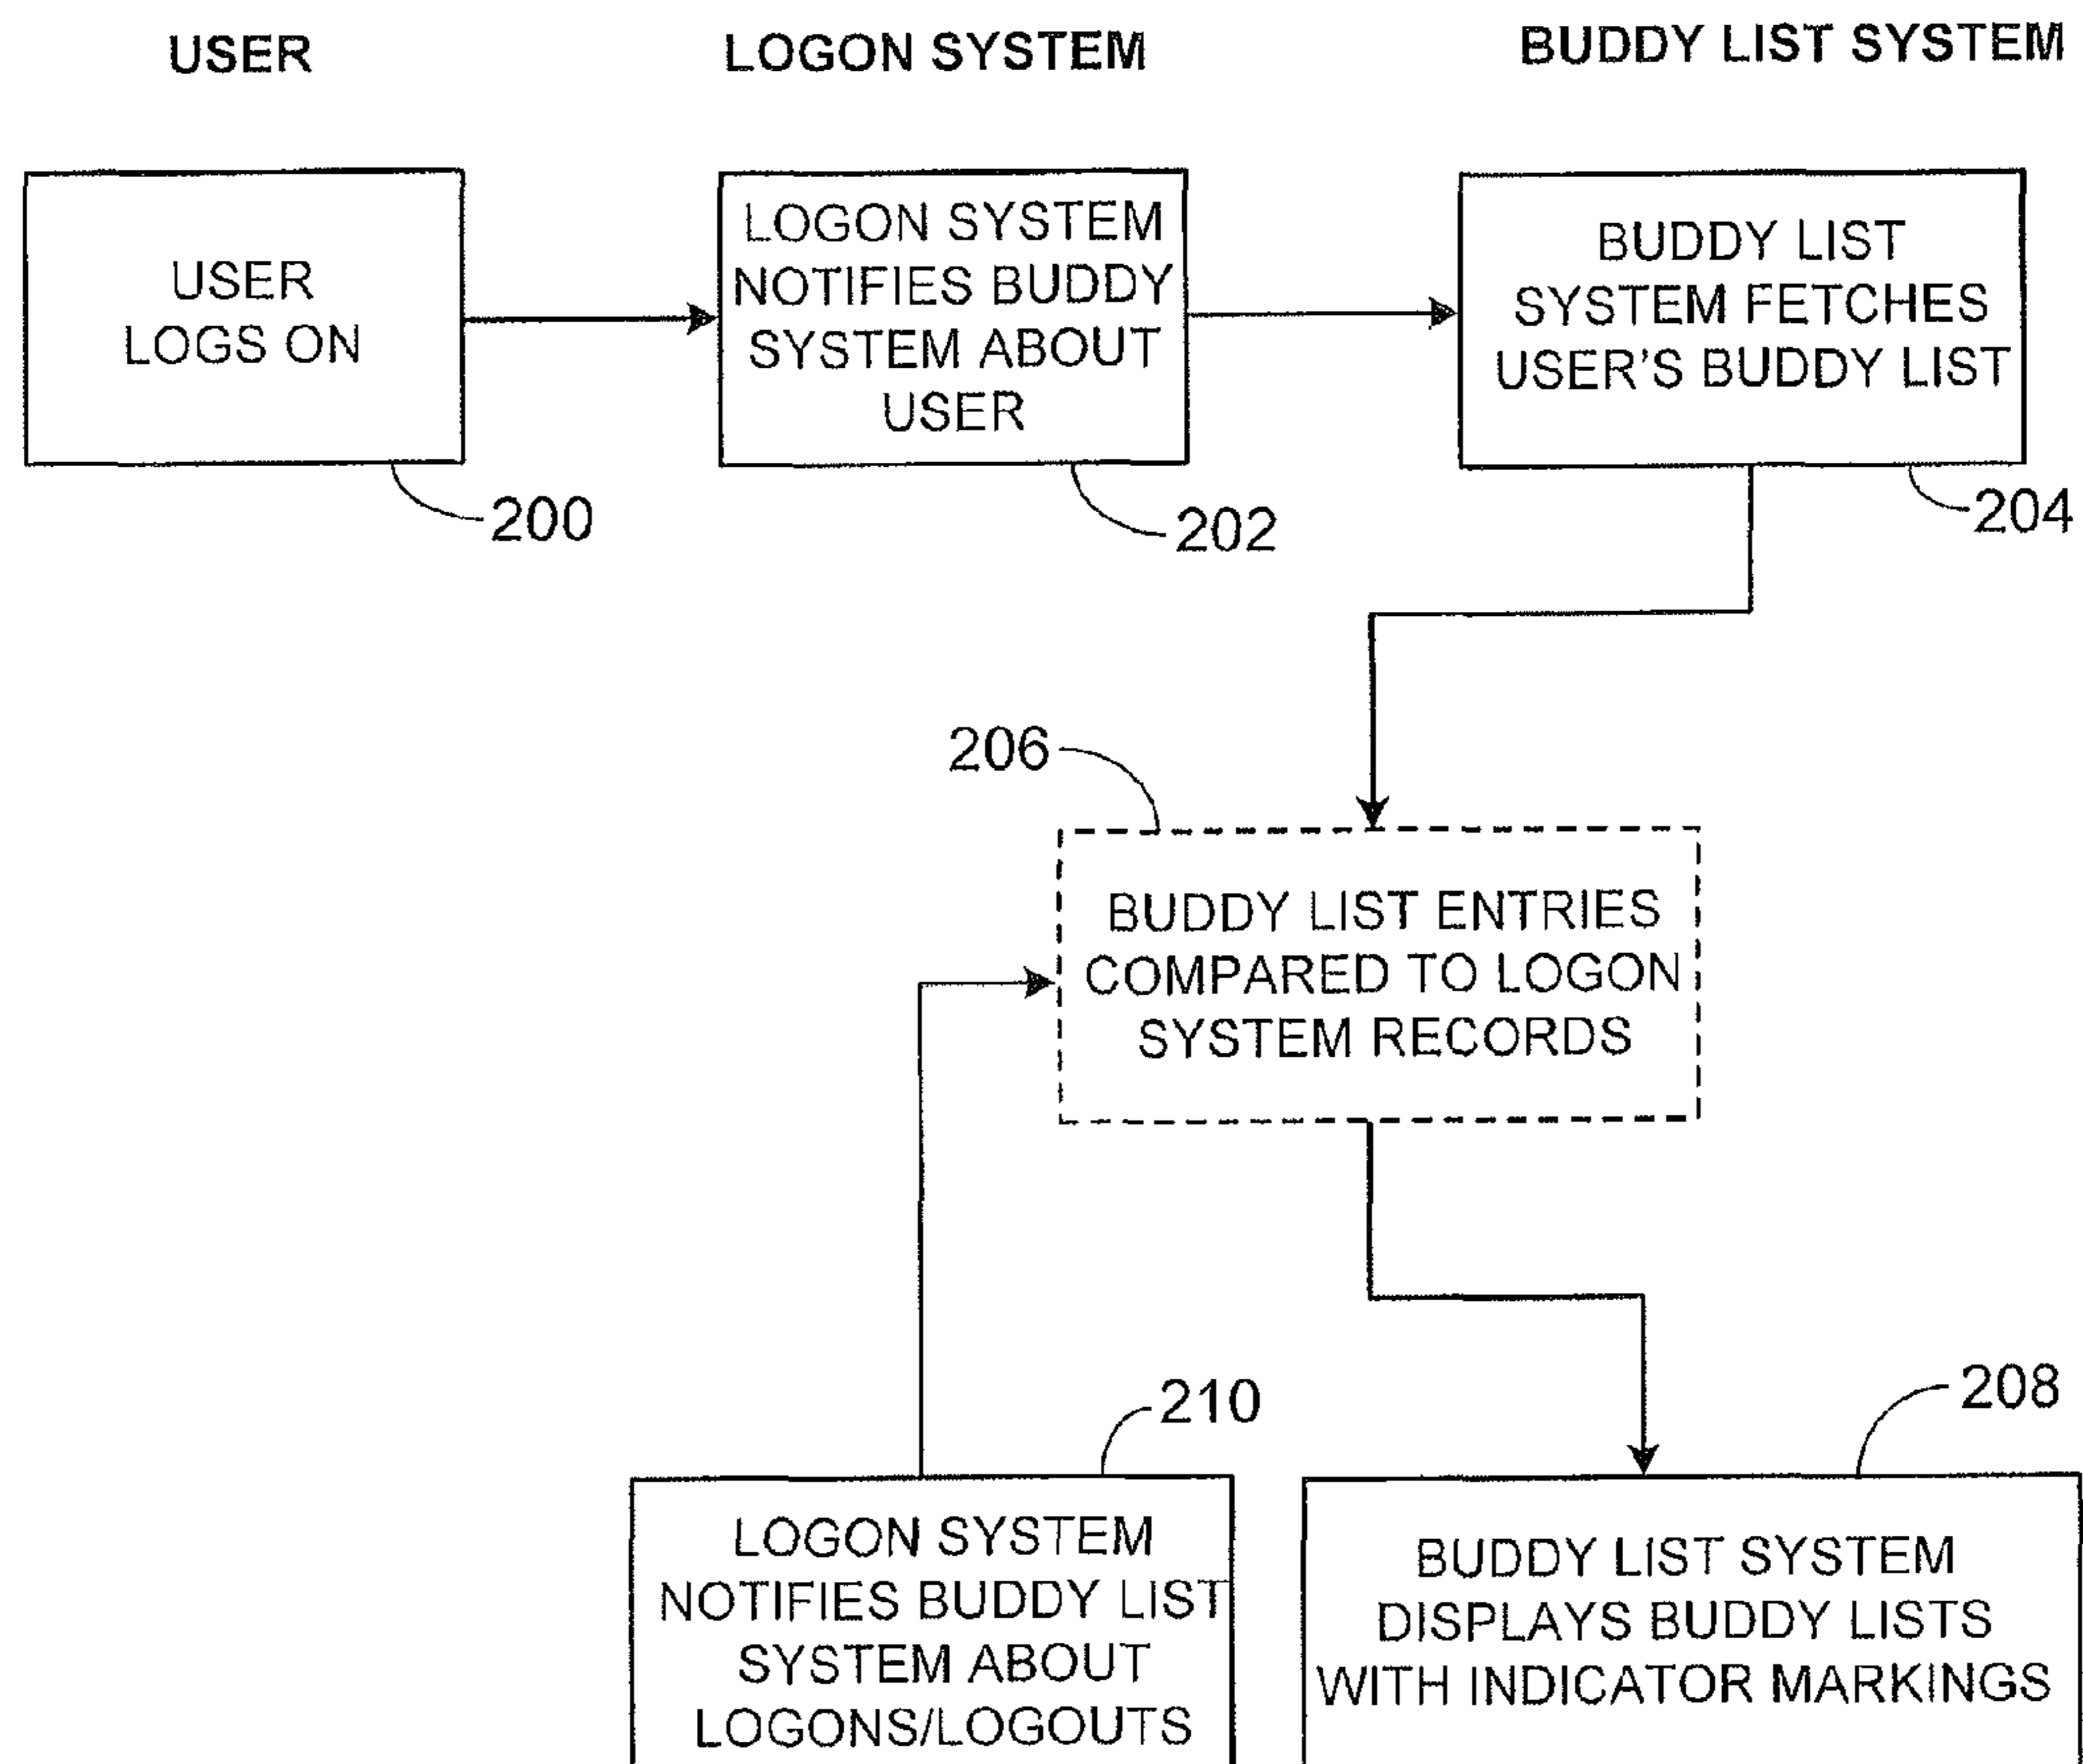 USER
LOGON SYSTEM
BUDDY LIST SYSTEM
USER
LOGS ON
200
LOGON SYSTEM
NOTIFIES BUDDY
SYSTEM ABOUT
USER
202
BUDDY LIST
SYSTEM FETCHES
USER'S BUDDY LIST
204
206
BUDDY LIST ENTRIES
COMPARED TO LOGON
SYSTEM RECORDS
210
LOGON SYSTEM
NOTIFIES BUDDY LIST
SYSTEM ABOUT
LOGONS/LOGOUTS
208
BUDDY LIST SYSTEM
DISPLAYS BUDDY LISTS
WITH INDICATOR MARKINGS